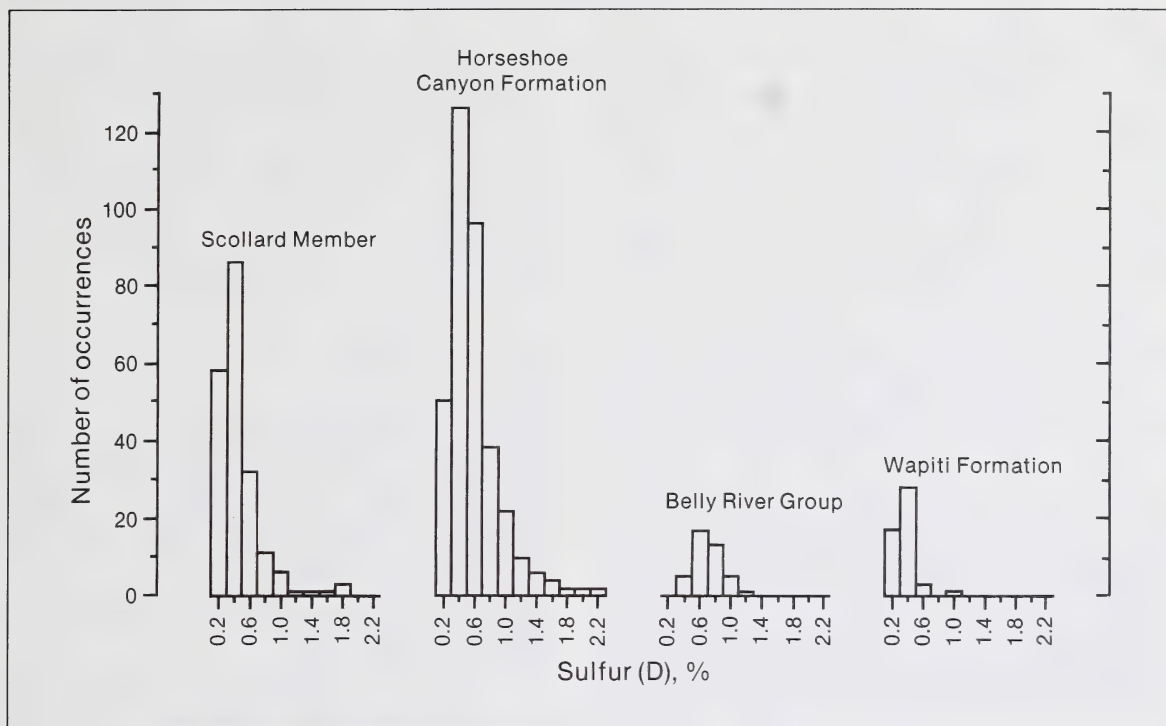 Horseshoe
Canyon Formation
Scollard Member
Belly River Group
Wapiti Formation
Number of occurrences
120
100
80
60
40
20
0
0.2 0.6 1.0 1.4 1.8 2.2 0.2 0.6 1.0 1.4 1.8 2.2 0.2 0.6 1.0 1.4 1.8 2.2 0.2 0.6 1.0 1.4 1.8 2.2
Sulfur (D), %